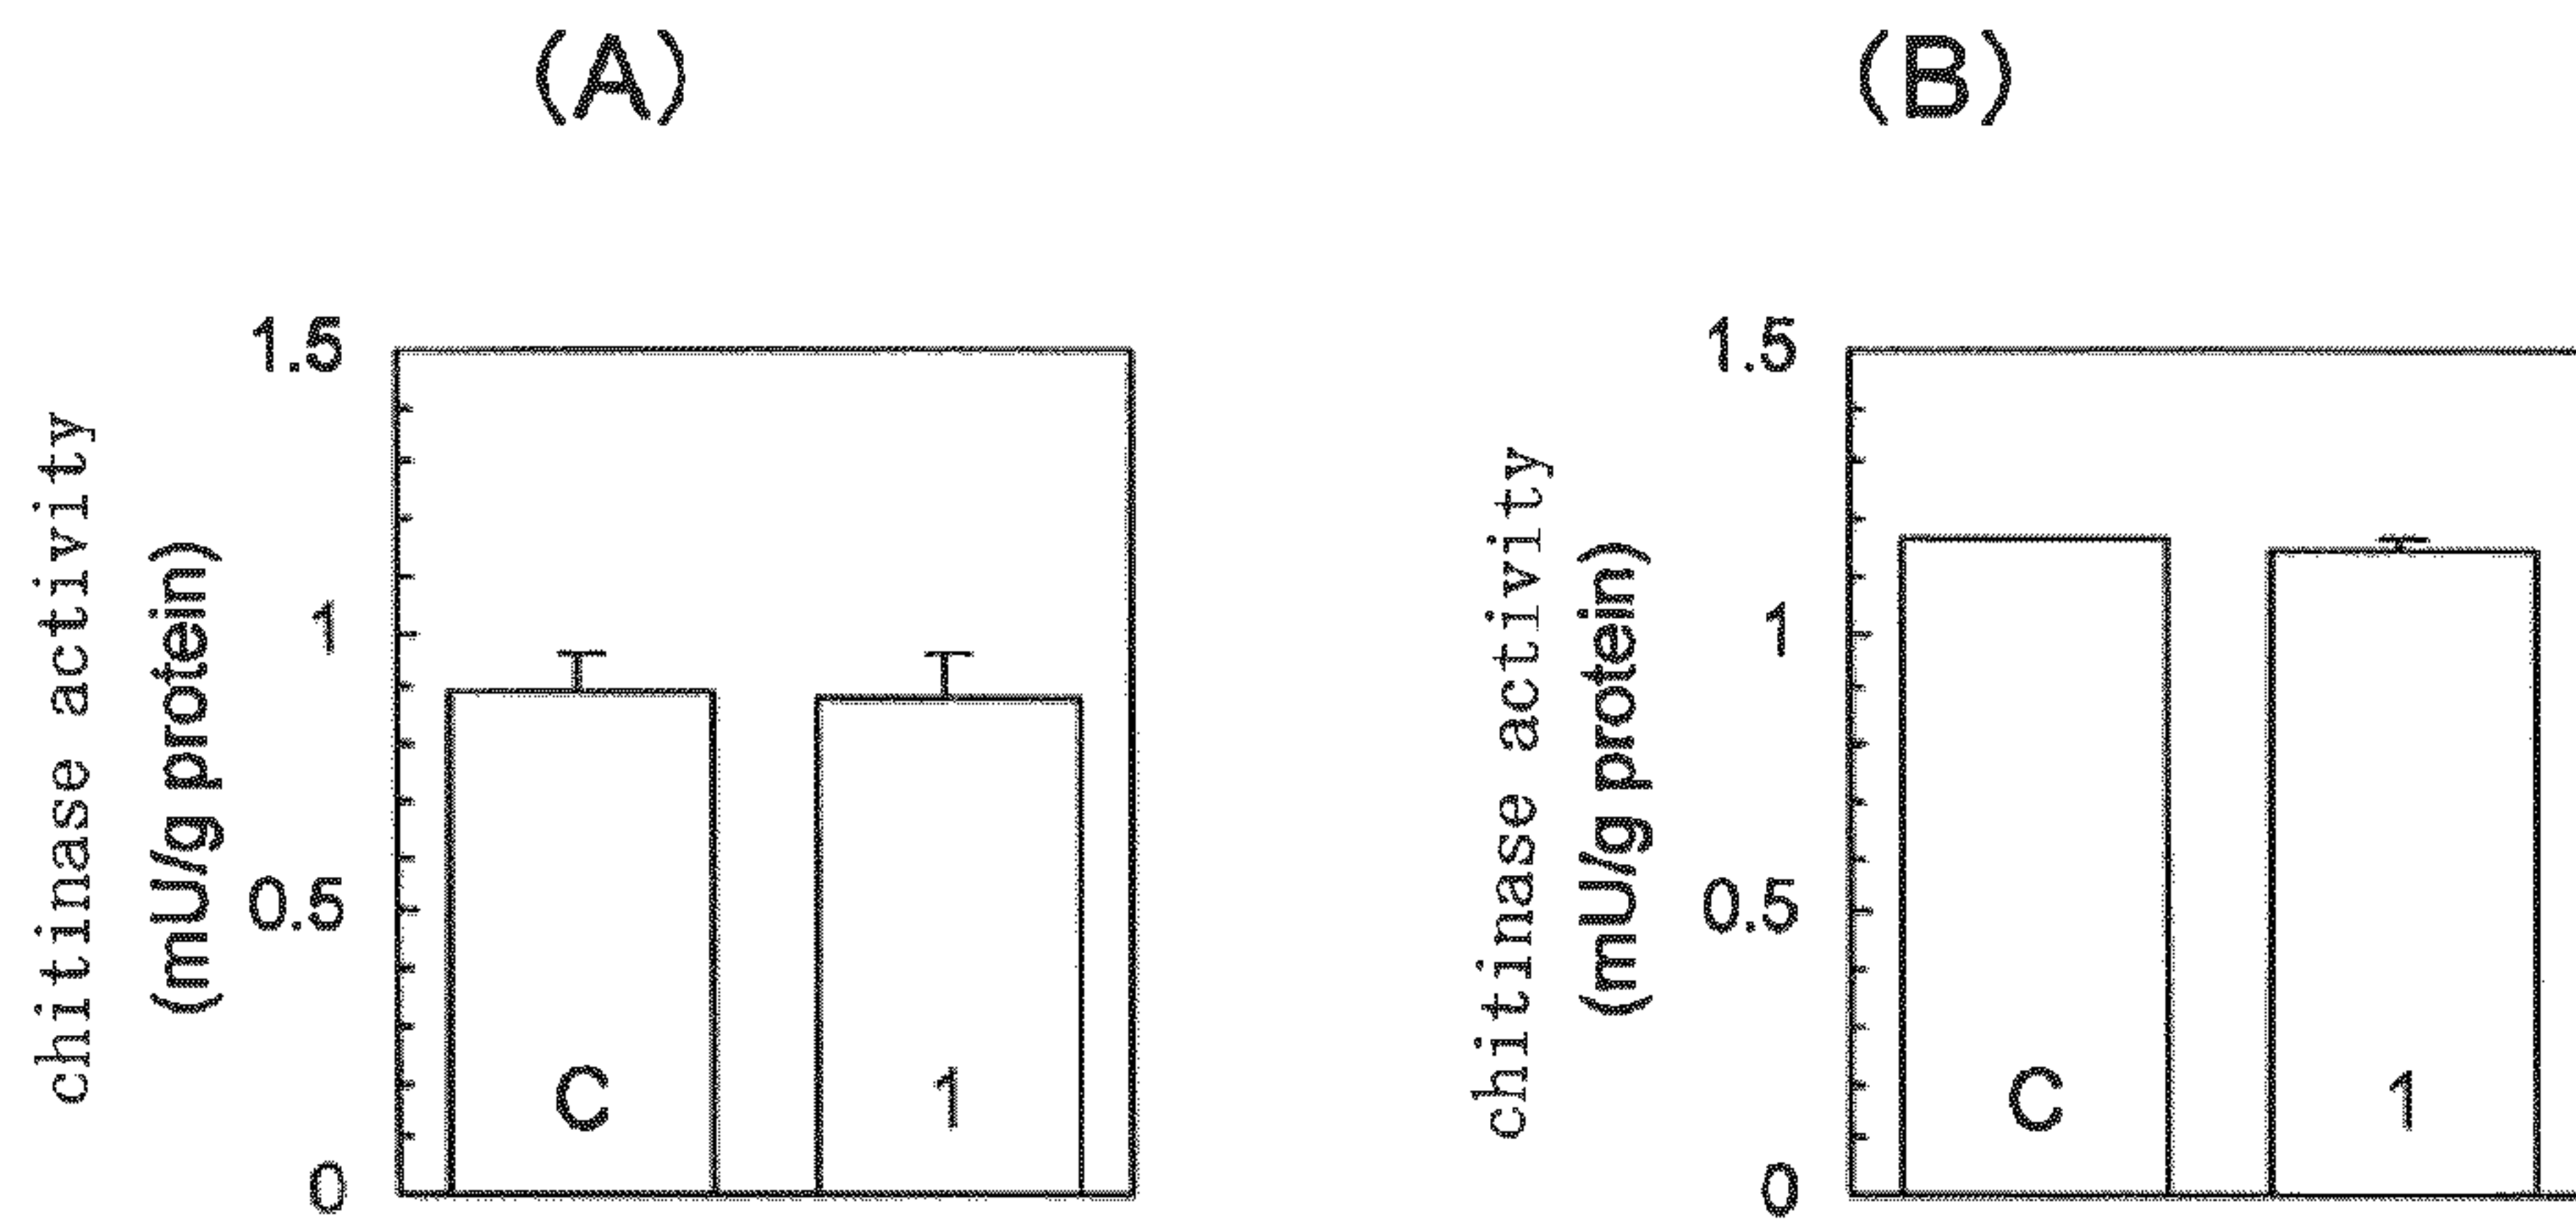 (A)
chitinase activity
(mU/g protein)
1.5
1
0.5
0
C
1
(B)
chitinase activity
(mU/g protein)
1.5
1
0.5
0
C
1